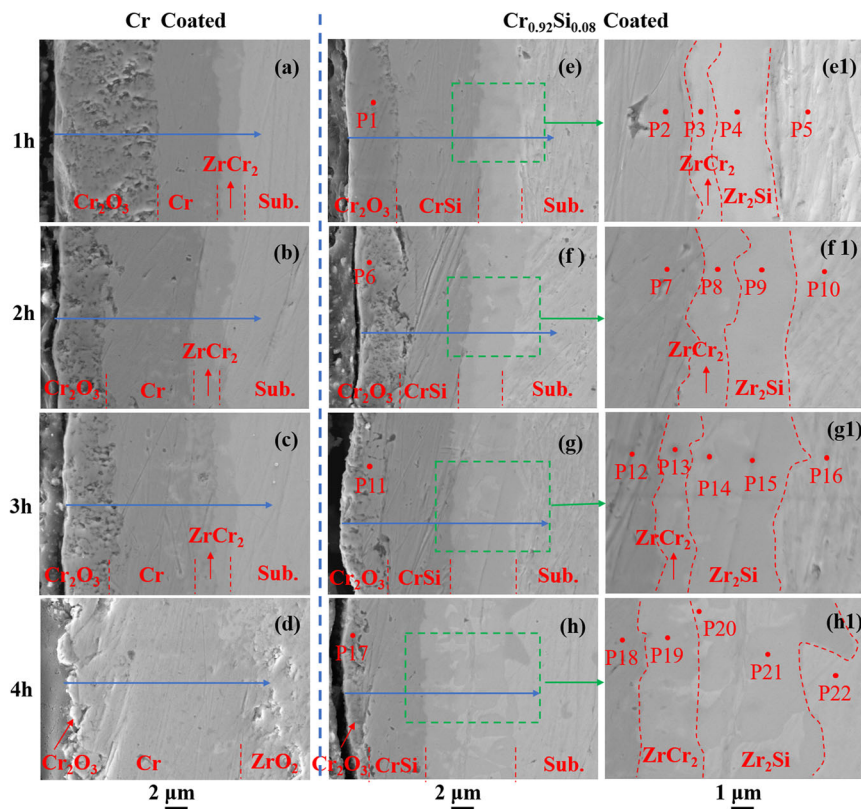 Cr Coated
Cr₀.₉₂Si₀.₀₈ Coated
1h
(a)
ZrCr₂
Cr₂O₃ Cr Sub.
(e)
P1
Cr₂O₃ CrSi Sub.
(e1)
P2 P3 P4 P5
ZrCr₂
Zr₂Si
2h
(b)
ZrCr₂
Cr₂O₃ Cr Sub.
(f )
P6
Cr₂O₃ CrSi Sub.
(f 1)
P7 P8 P9 P10
ZrCr₂
Zr₂Si
3h
(c)
ZrCr₂
Cr₂O₃ Cr Sub.
(g)
P11
Cr₂O₃ CrSi Sub.
(g1)
P12 P13 P14 P15 P16
ZrCr₂
Zr₂Si
4h
(d)
Cr₂O₃ Cr ZrO₂
(h)
P17
Cr₂O₃ CrSi Sub.
(h1)
P18 P19 P20 P21 P22
ZrCr₂ Zr₂Si
2 μm
2 μm
1 μm